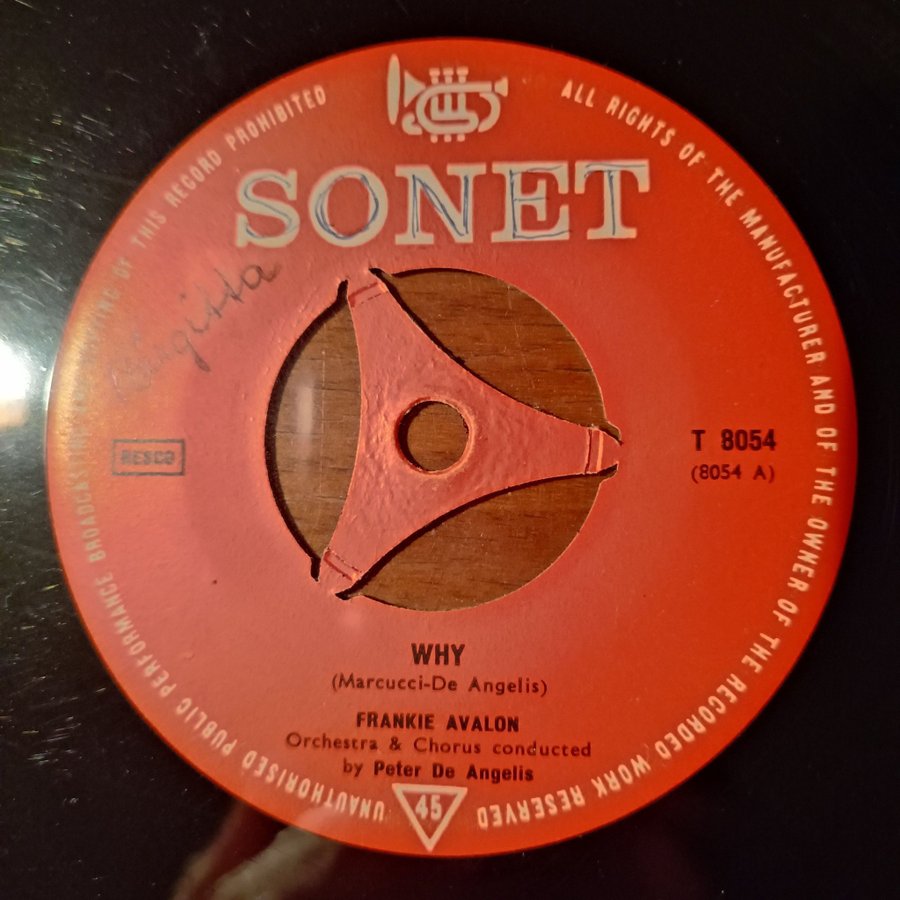 ALL RIGHTS OF THE MANUFACTURER AND OF THE OWNER OF THE RECORDED WORK RESERVED
UNAUTHORISED PUBLIC PERFORMANCE BROADCASTING AND COPYING OF THIS RECORD PROHIBITED
SONET
Birgitta
RESCO
T 8054
(8054 A)
WHY
(Marcucci-De Angelis)
FRANKIE AVALON
Orchestra & Chorus conducted
by Peter De Angelis
45